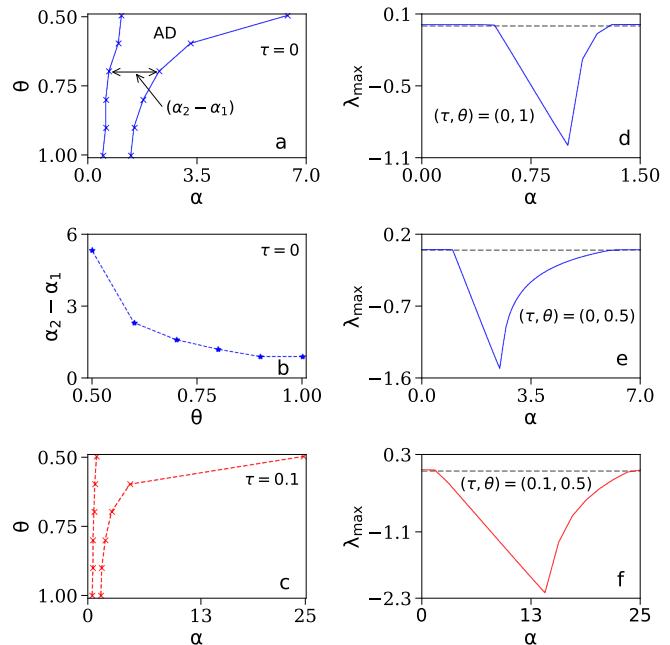 0.50
0.75
1.00
θ
AD
τ = 0
(α₂ − α₁)
a
0.0
3.5
7.0
α
0.1
−0.5
−1.1
λmax
(τ, θ) = (0, 1)
d
0.0
0.75
1.50
α
6
3
0
α₂ − α₁
τ = 0
b
0.50
0.75
1.00
θ
0.2
−0.7
−1.6
λmax
(τ, θ) = (0, 0.5)
e
0.0
3.5
7.0
α
0.50
0.75
1.00
θ
τ = 0.1
c
0
13
25
α
0.3
−1.1
−2.3
λmax
(τ, θ) = (0.1, 0.5)
f
0
13
25
α